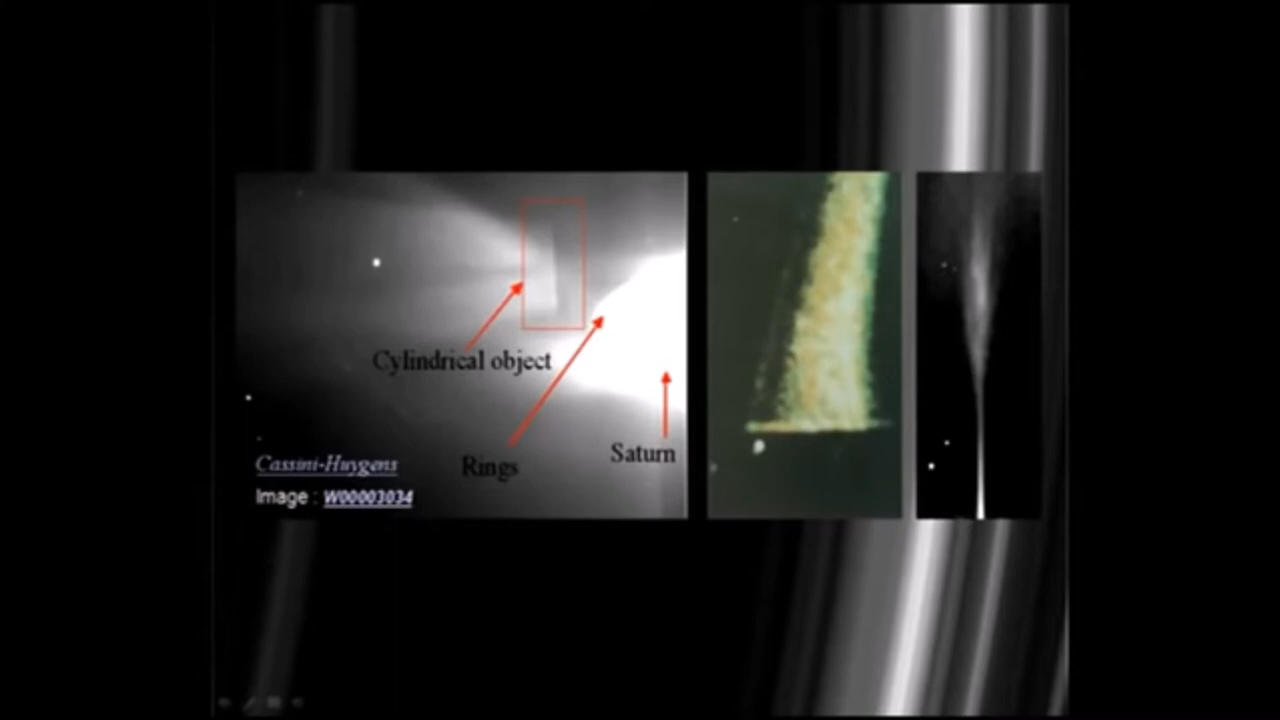 Cylindrical object
Rings
Saturn
Cassini-Huygens
Image : W00003034